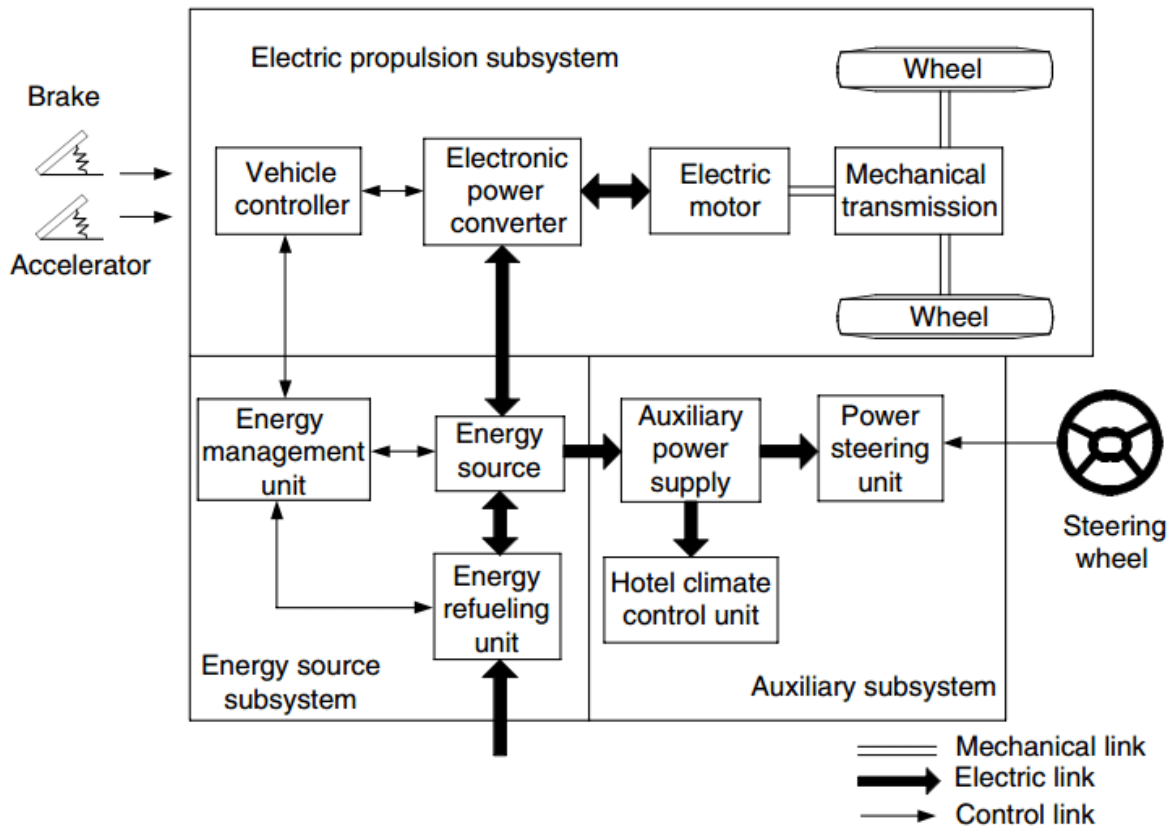 Electric propulsion subsystem
Brake
Accelerator
Vehicle
controller
Electronic
power
converter
Electric
motor
Mechanical
transmission
Wheel
Wheel
Energy
management
unit
Energy
source
Energy
refueling
unit
Energy source
subsystem
Auxiliary
power
supply
Power
steering
unit
Hotel climate
control unit
Auxiliary subsystem
Steering
wheel
Mechanical link
Electric link
Control link